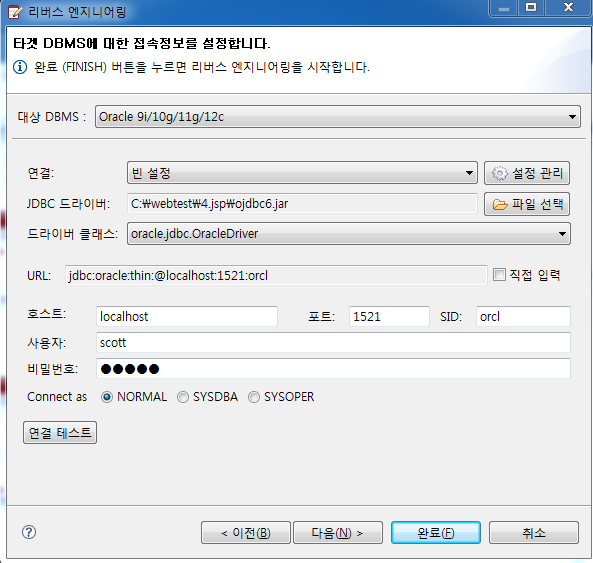 리버스 엔지니어링
타겟 DBMS에 대한 접속정보를 설정합니다.
완료 (FINISH) 버튼을 누르면 리버스 엔지니어링을 시작합니다.
대상 DBMS : Oracle 9i/10g/11g/12c
연결: 빈 설정 설정 관리
JDBC 드라이버: C:₩webtest₩4.jsp₩ojdbc6.jar 파일 선택
드라이버 클래스: oracle.jdbc.OracleDriver
URL: jdbc:oracle:thin:@localhost:1521:orcl 직접 입력
호스트: localhost 포트: 1521 SID: orcl
사용자: scott
비밀번호: ●●●●●
Connect as NORMAL SYSDBA SYSOPER
연결 테스트
< 이전(B) 다음(N) > 완료(F) 취소